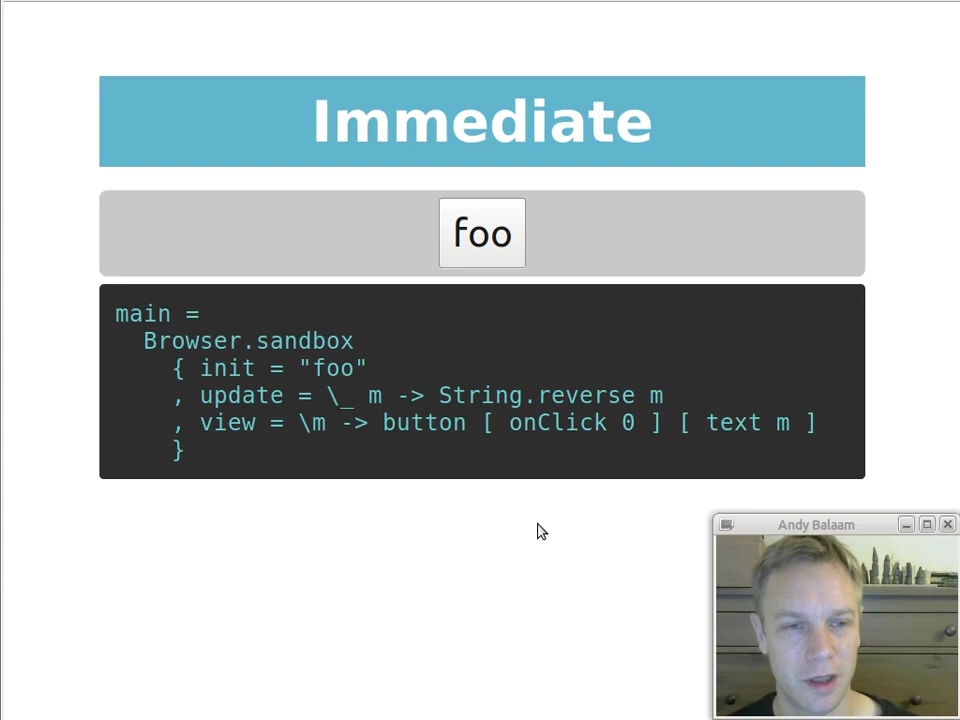 Immediate
foo
main =
  Browser.sandbox
    { init = "foo"
    , update = \_ m -> String.reverse m
    , view = \m -> button [ onClick 0 ] [ text m ]
    }
Andy Balaam